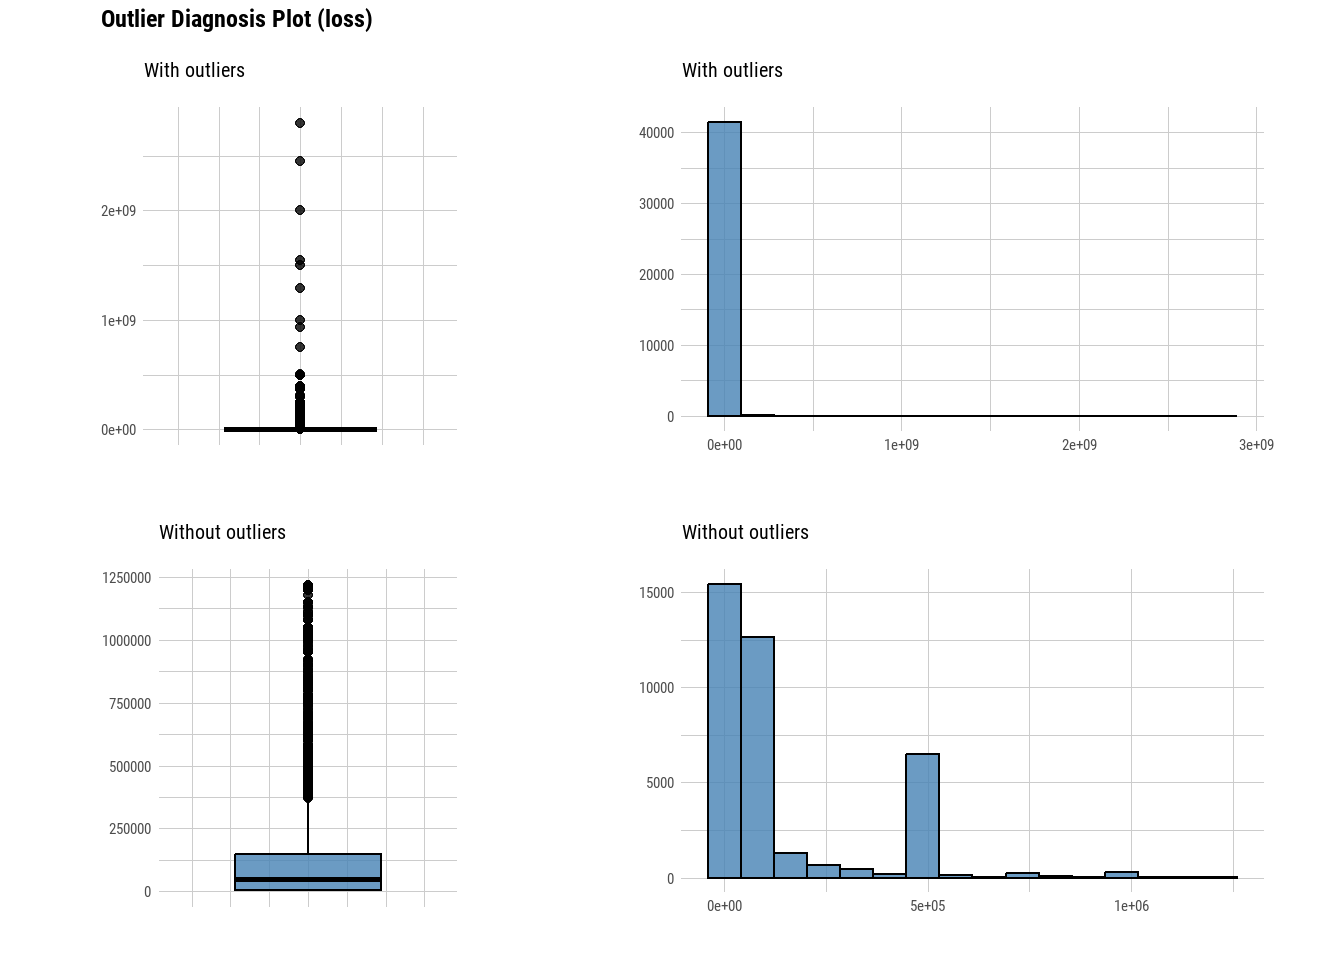 Outlier Diagnosis Plot (loss)
With outliers
2e+09
1e+09
0e+00
With outliers
40000
30000
20000
10000
0
0e+00 1e+09 2e+09 3e+09
Without outliers
1250000
1000000
750000
500000
250000
0
Without outliers
15000
10000
5000
0
0e+00 5e+05 1e+06